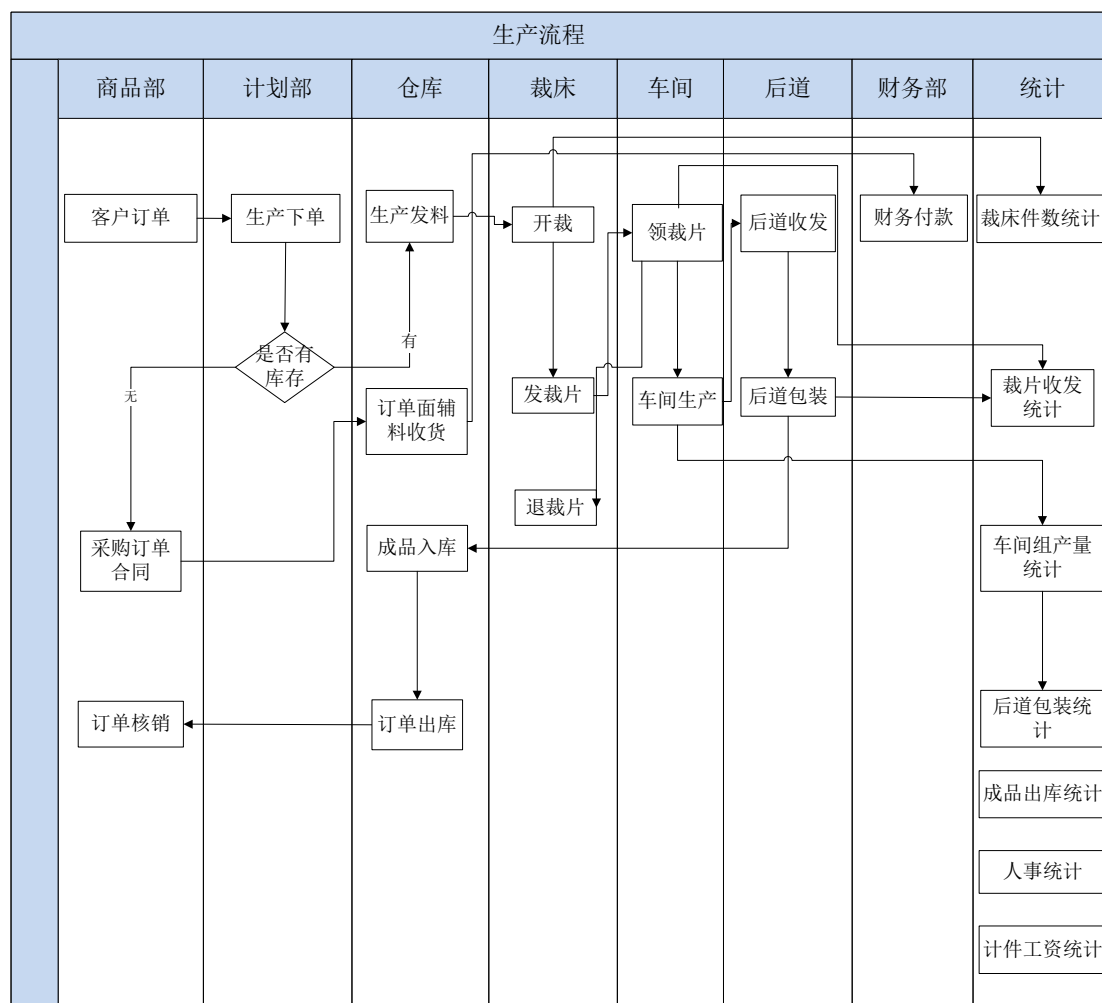 生产流程
商品部
计划部
仓库
裁床
车间
后道
财务部
统计
客户订单
生产下单
生产发料
开裁
领裁片
后道收发
财务付款
裁床件数统计
有
是否有
库存
无
订单面辅
料收货
发裁片
车间生产
后道包装
裁片收发
统计
退裁片
采购订单
合同
成品入库
车间组产量
统计
订单核销
订单出库
后道包装统
计
成品出库统计
人事统计
计件工资统计